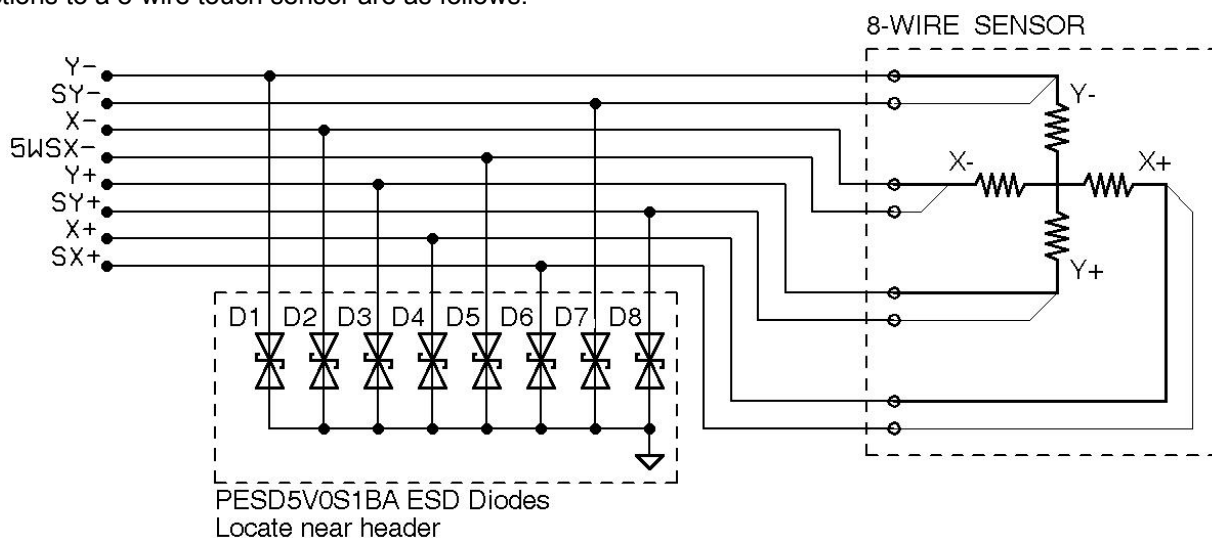 to a 8-wire touch sensor are as follows:
8-WIRE SENSOR
Y-
SY-
X-
5WSX-
Y+
SY+
X+
SX+
Y-
X-
X+
Y+
D1 D2 D3 D4 D5 D6 D7 D8
PESD5V0S1BA ESD Diodes
Locate near header